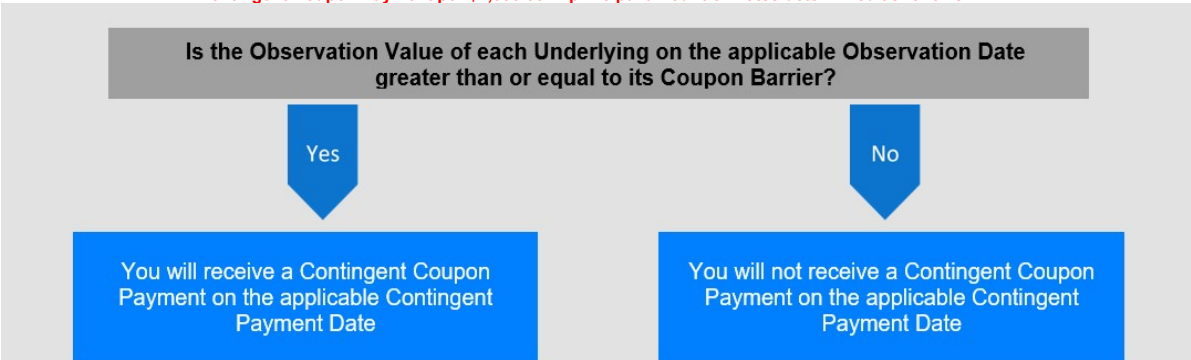 Is the Observation Value of each Underlying on the applicable Observation Date
greater than or equal to its Coupon Barrier?
Yes
No
You will receive a Contingent Coupon
Payment on the applicable Contingent
Payment Date
You will not receive a Contingent Coupon
Payment on the applicable Contingent
Payment Date